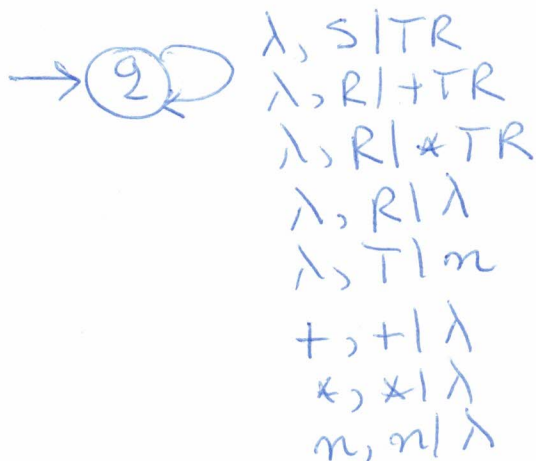 q
λ, S|TR
λ, R|+TR
λ, R|*TR
λ, R|λ
λ, T|n
+, +|λ
*, *|λ
n, n|λ